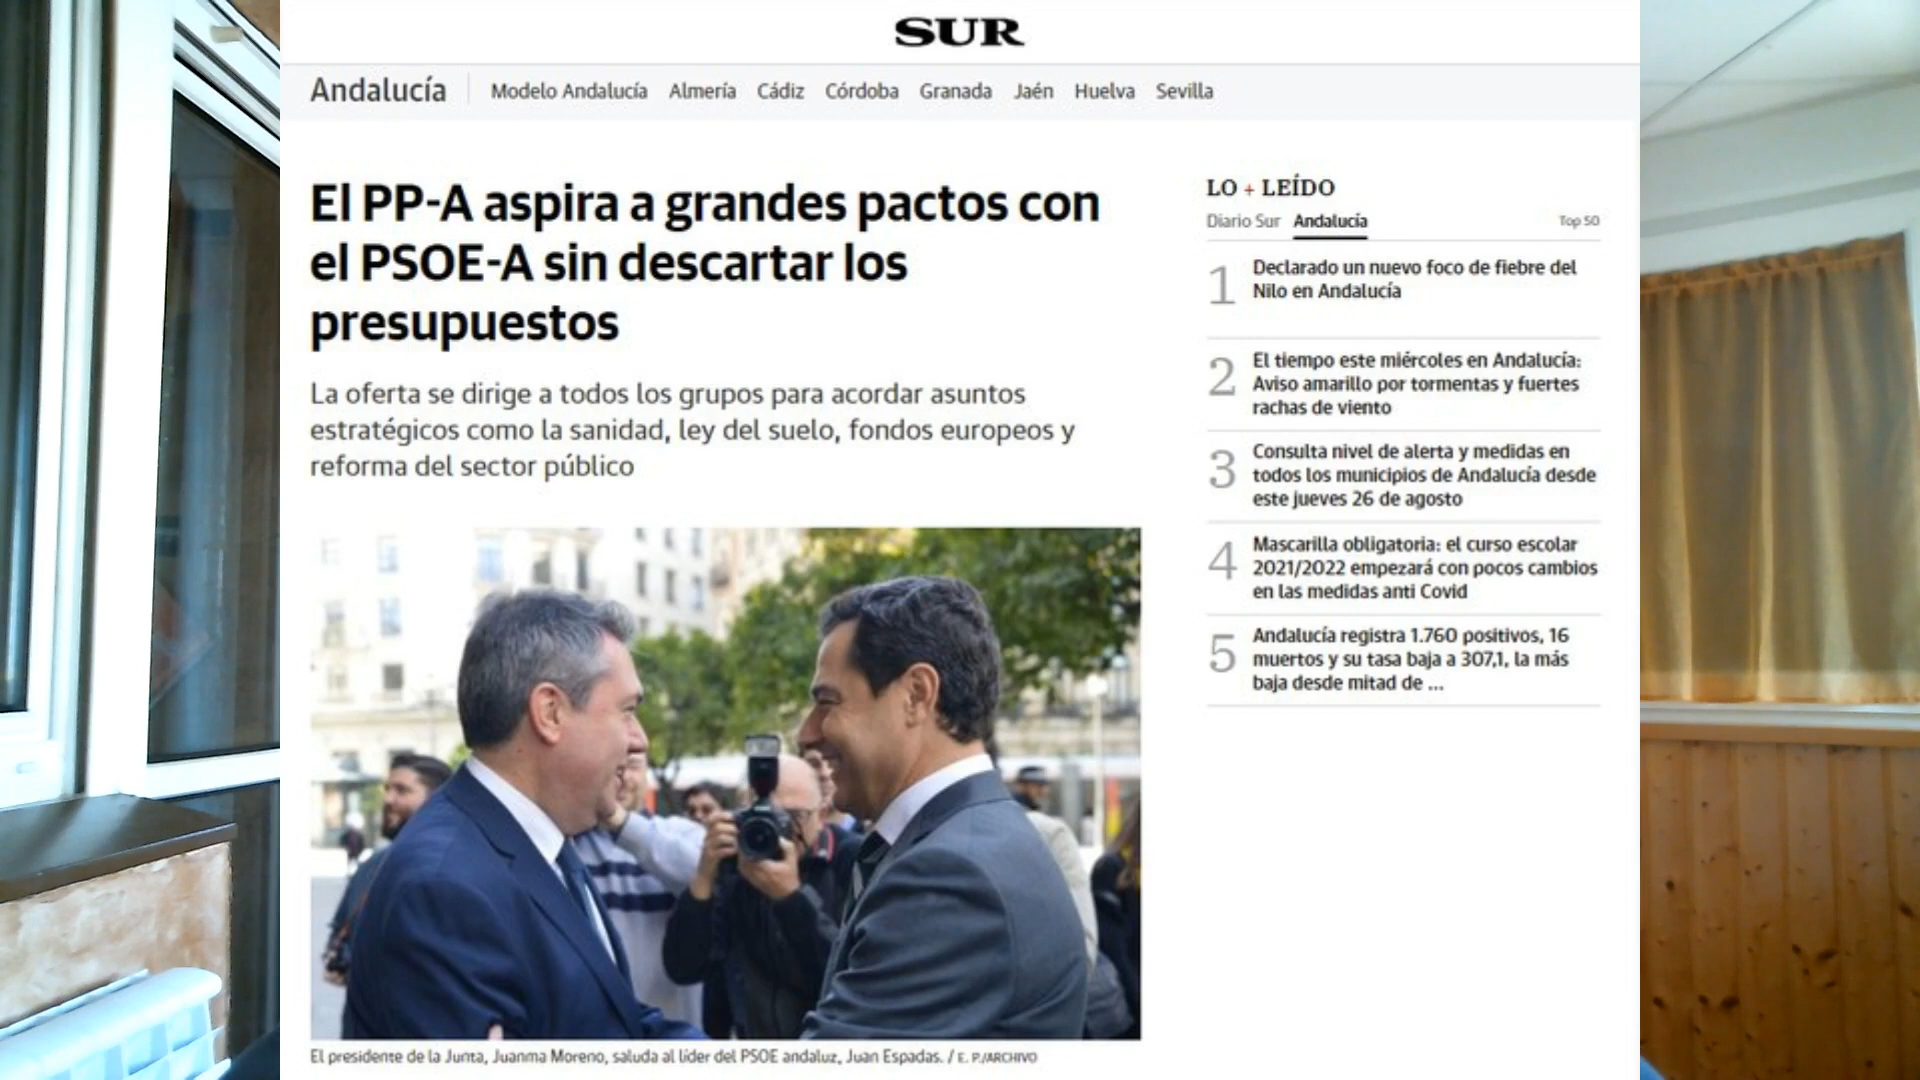 SUR
Andalucía
Modelo Andalucía Almería Cádiz Córdoba Granada Jaén Huelva Sevilla
El PP-A aspira a grandes pactos con
el PSOE-A sin descartar los
presupuestos
La oferta se dirige a todos los grupos para acordar asuntos
estratégicos como la sanidad, ley del suelo, fondos europeos y
reforma del sector público
El presidente de la Junta, Juanma Moreno, saluda al líder del PSOE andaluz, Juan Espadas. / E. P./ARCHIVO
LO + LEÍDO
Diario Sur Andalucía Top 50
1
Declarado un nuevo foco de fiebre del
Nilo en Andalucía
2
El tiempo este miércoles en Andalucía:
Aviso amarillo por tormentas y fuertes
rachas de viento
3
Consulta nivel de alerta y medidas en
todos los municipios de Andalucía desde
este jueves 26 de agosto
4
Mascarilla obligatoria: el curso escolar
2021/2022 empezará con pocos cambios
en las medidas anti Covid
5
Andalucía registra 1.760 positivos, 16
muertos y su tasa baja a 307,1, la más
baja desde mitad de ...